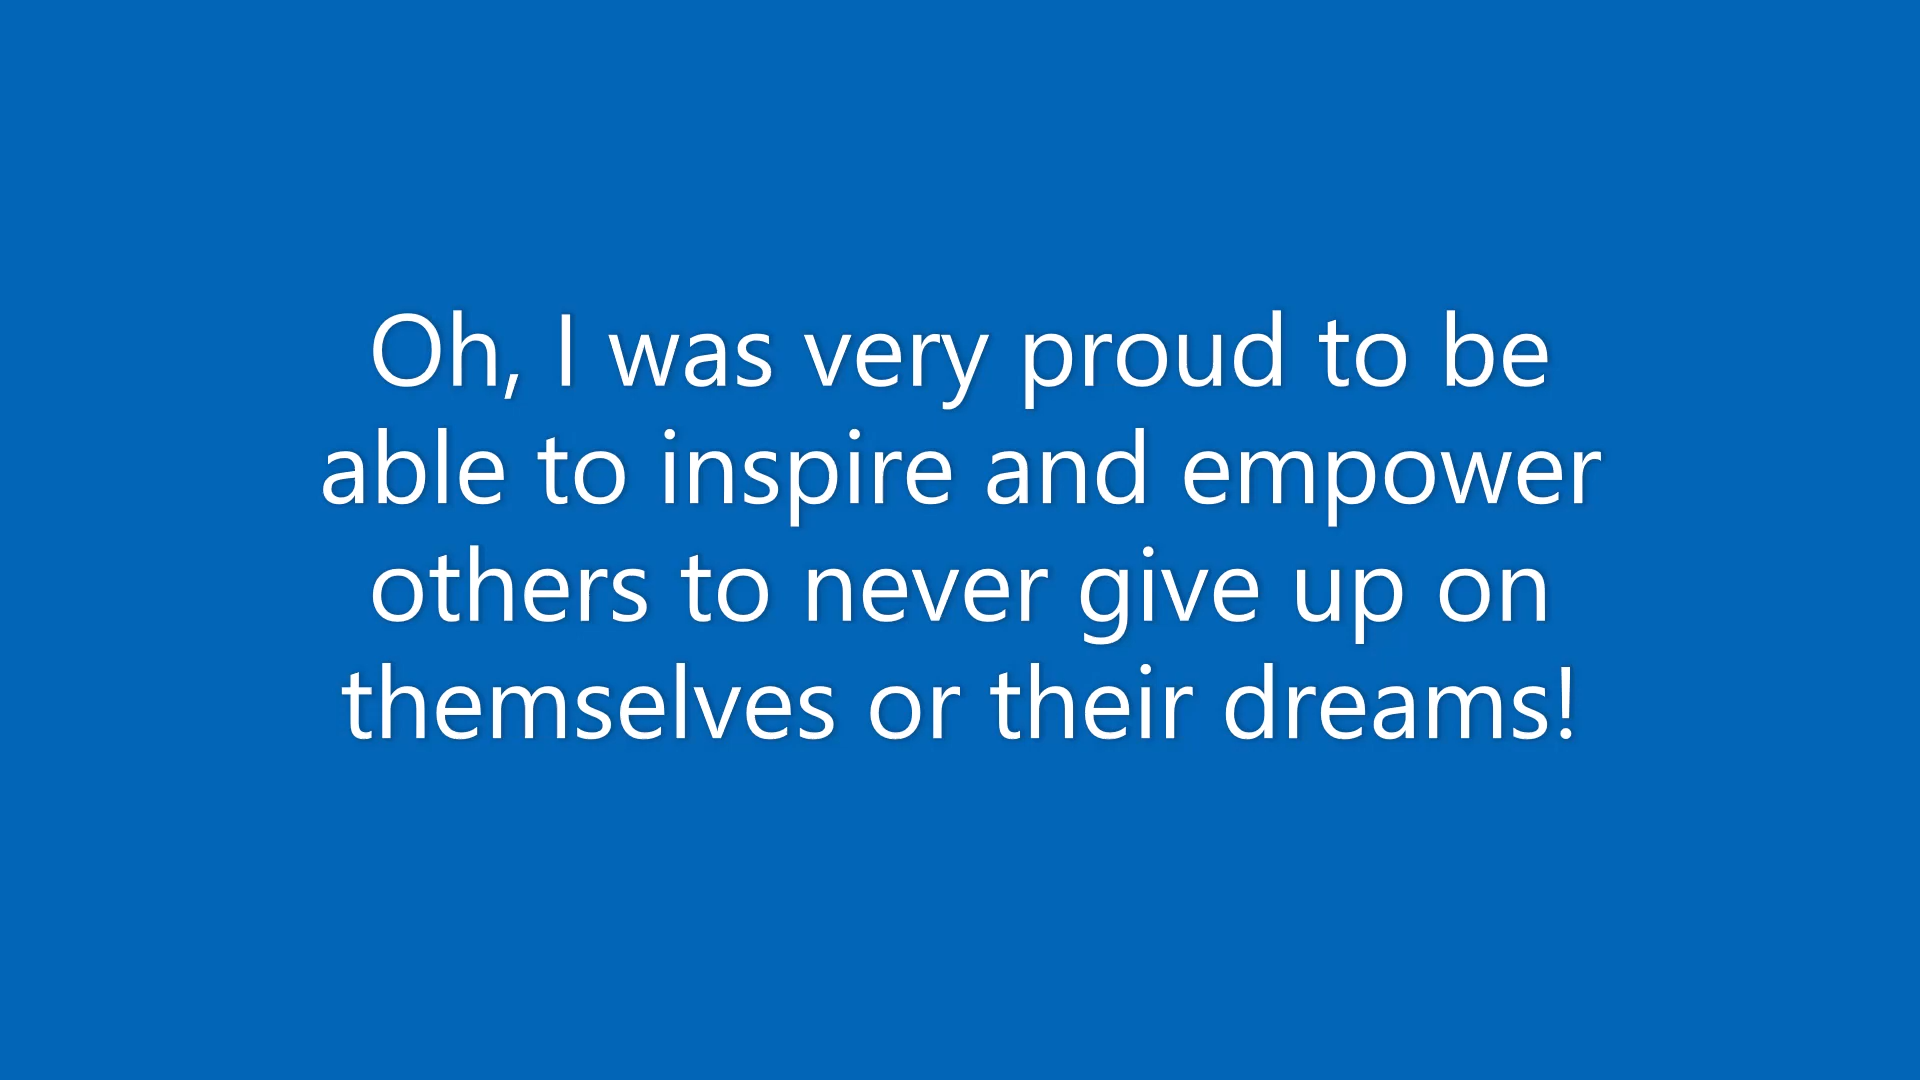 Oh, I was very proud to be
able to inspire and empower
others to never give up on
themselves or their dreams!